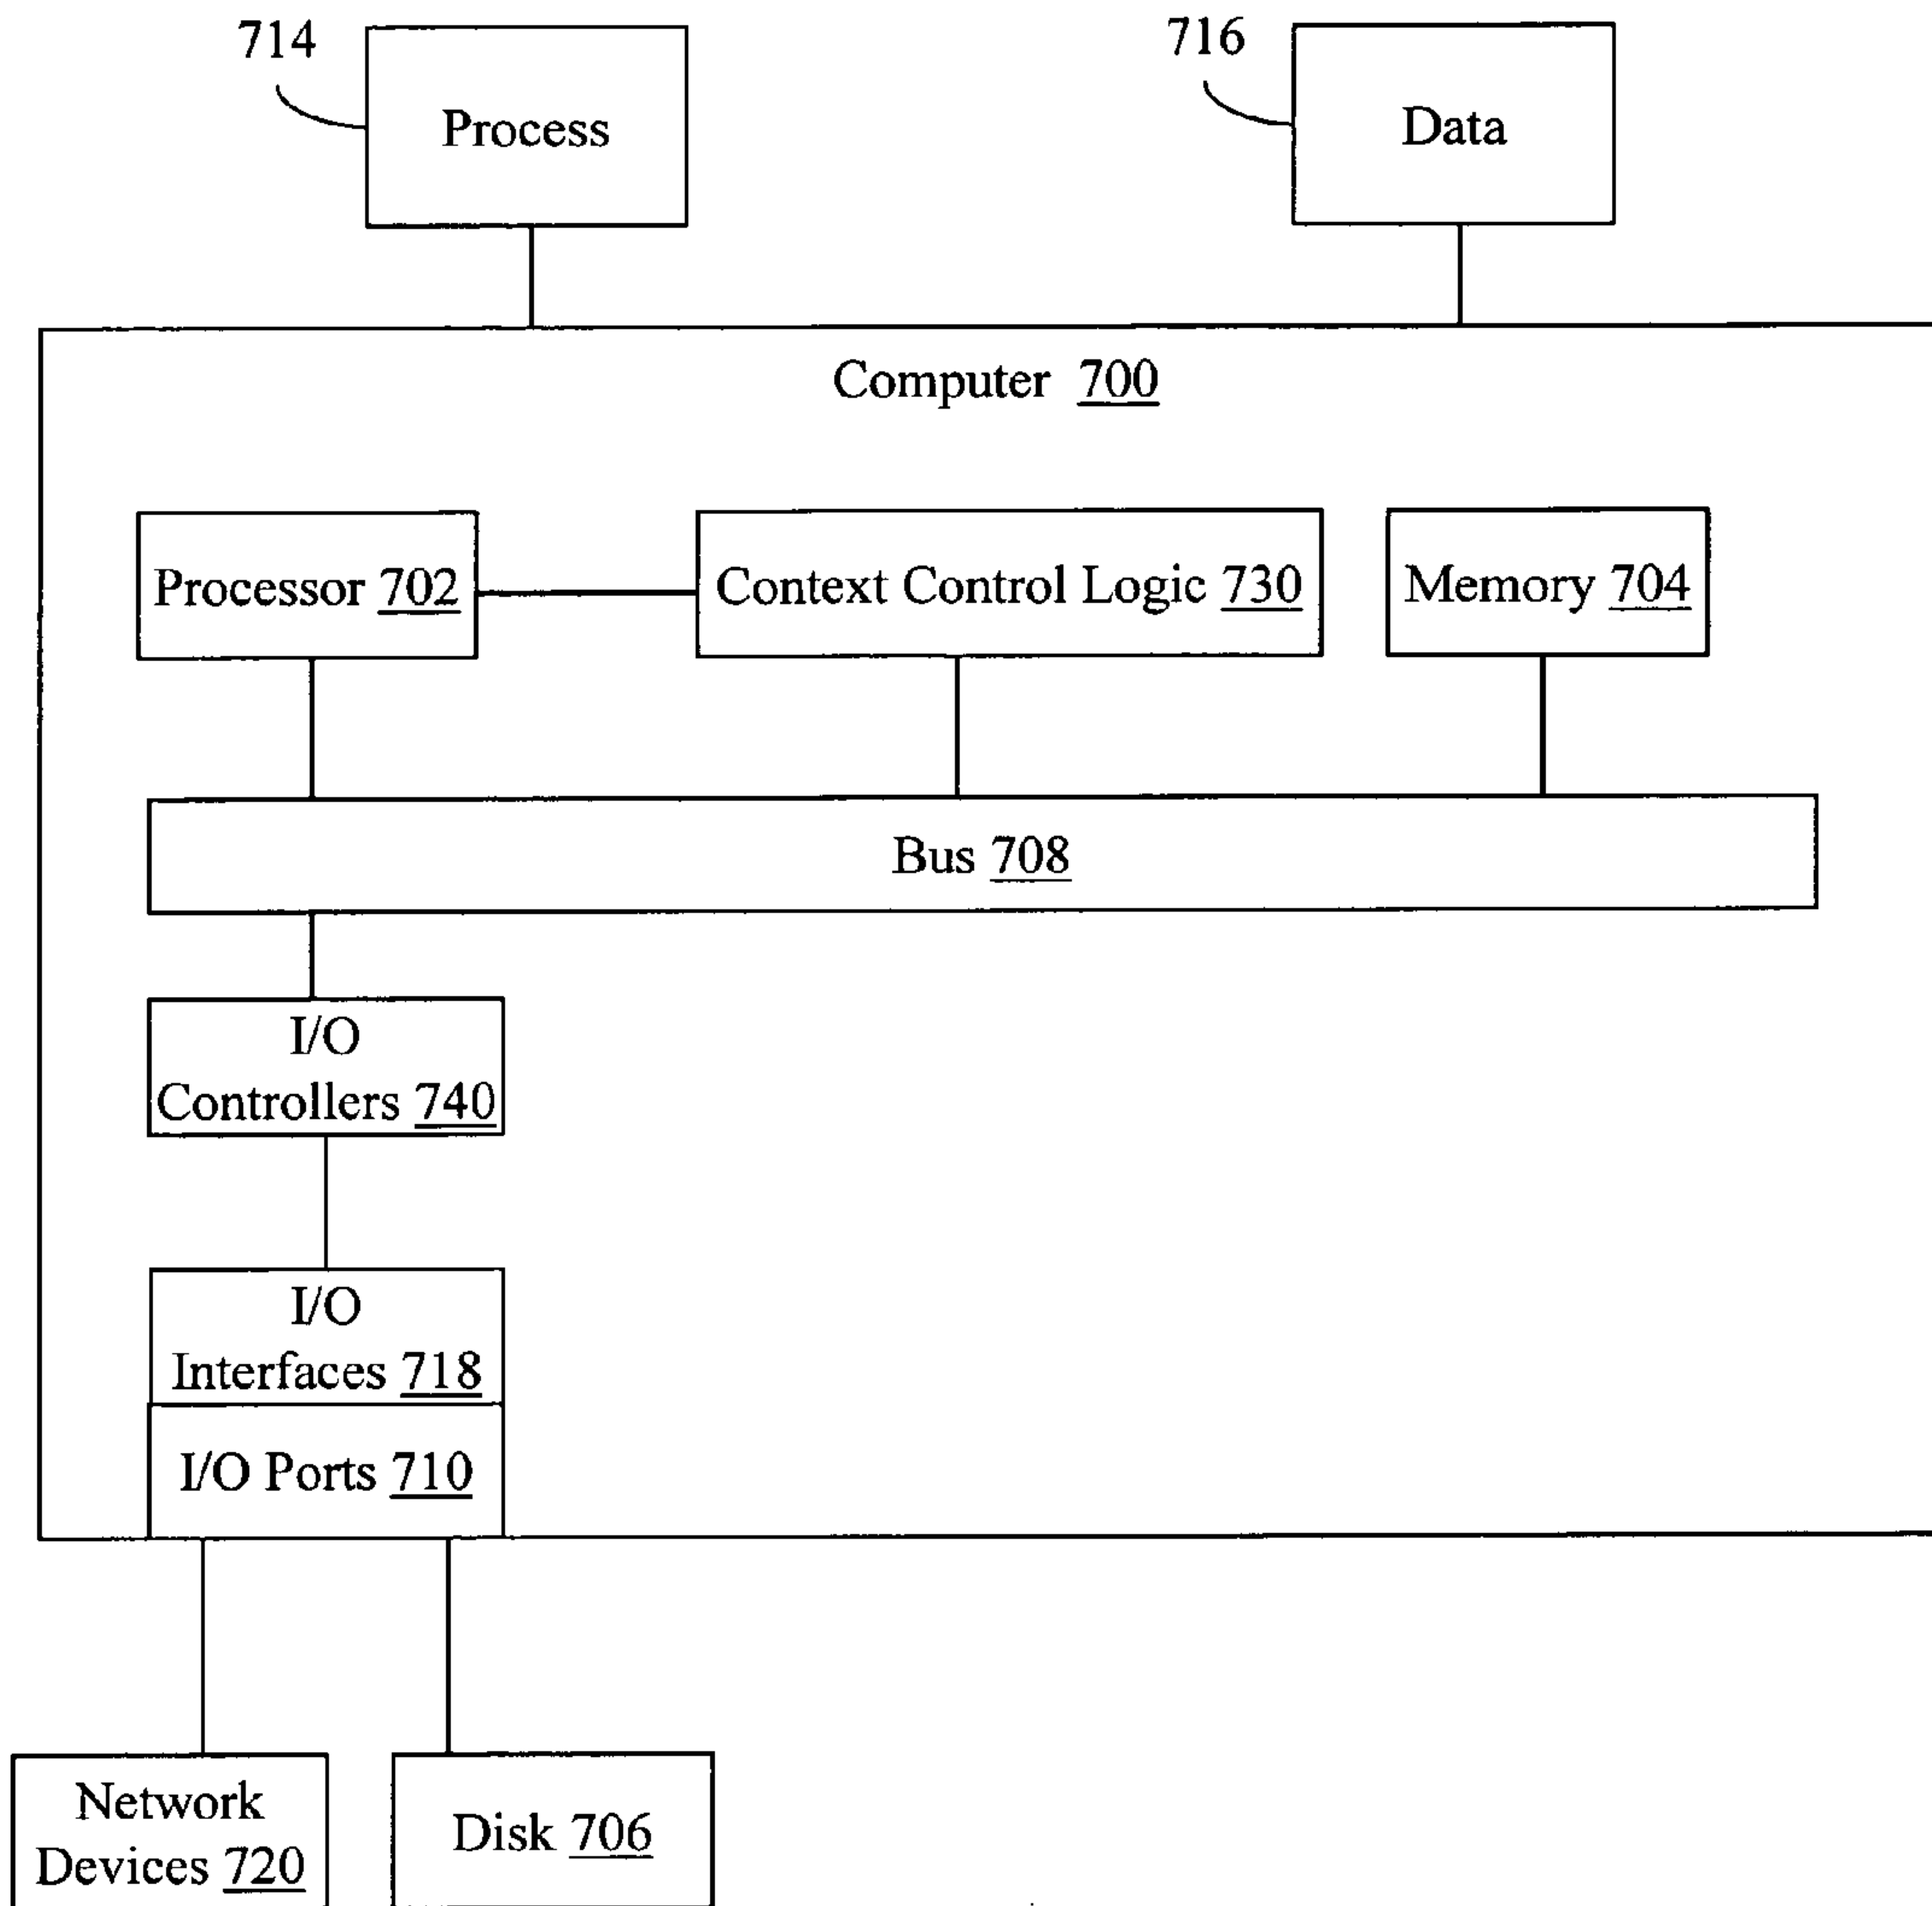 714
Process
716
Data
Computer 700
Processor 702
Context Control Logic 730
Memory 704
Bus 708
I/O
Controllers 740
I/O
Interfaces 718
I/O Ports 710
Network
Devices 720
Disk 706